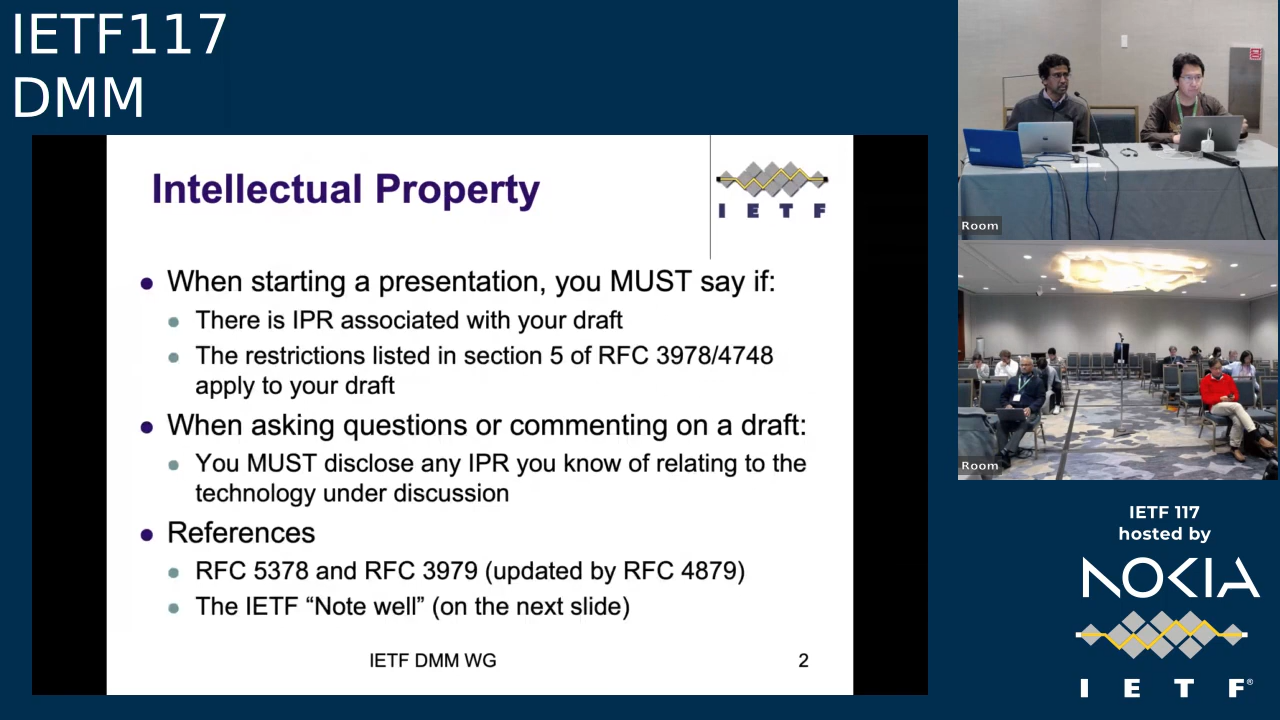 IETF117
DMM
Intellectual Property
I E T F
● When starting a presentation, you MUST say if:
● There is IPR associated with your draft
● The restrictions listed in section 5 of RFC 3978/4748
apply to your draft
● When asking questions or commenting on a draft:
● You MUST disclose any IPR you know of relating to the
technology under discussion
● References
● RFC 5378 and RFC 3979 (updated by RFC 4879)
● The IETF “Note well” (on the next slide)
IETF DMM WG
2
Room
Room
IETF 117
hosted by
NOKIA
I E T F®